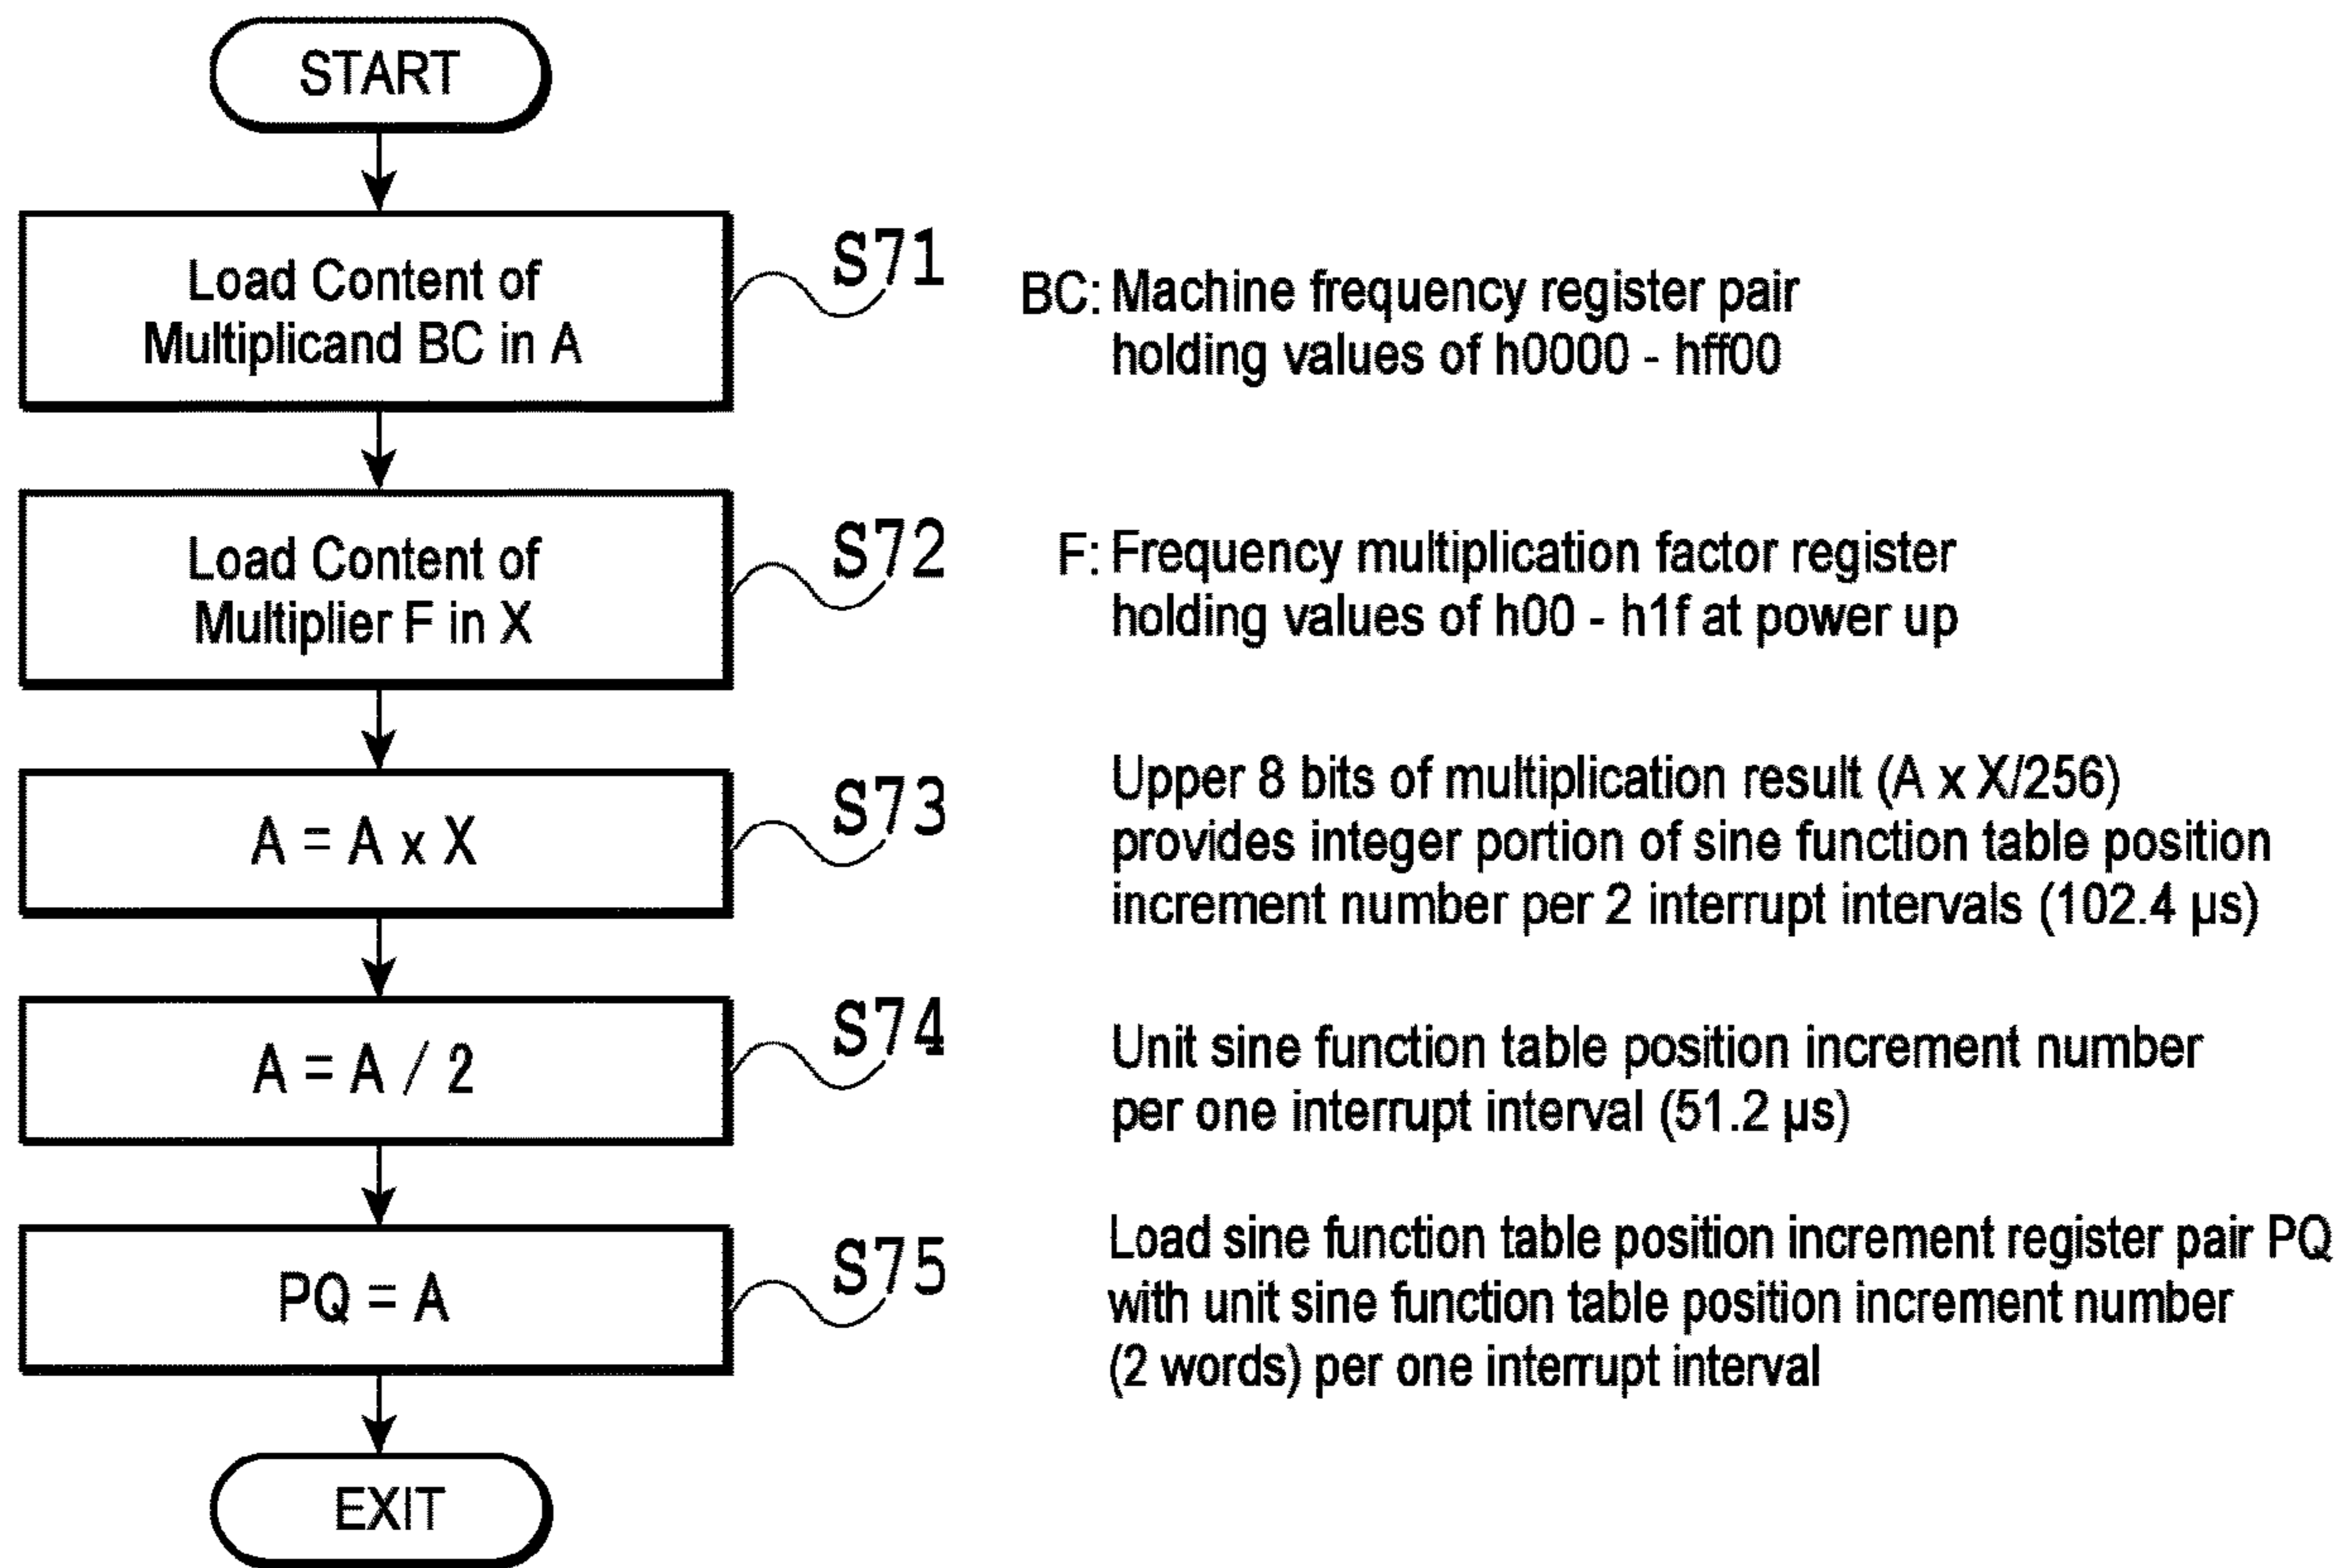 START
Load Content of
Multiplicand BC in A
S71
BC: Machine frequency register pair
holding values of h0000 - hff00
Load Content of
Multiplier F in X
S72
F: Frequency multiplication factor register
holding values of h00 - h1f at power up
A = A x X
S73
Upper 8 bits of multiplication result (A x X/256)
provides integer portion of sine function table position
increment number per 2 interrupt intervals (102.4 µs)
A = A / 2
S74
Unit sine function table position increment number
per one interrupt interval (51.2 µs)
PQ = A
S75
Load sine function table position increment register pair PQ
with unit sine function table position increment number
(2 words) per one interrupt interval
EXIT